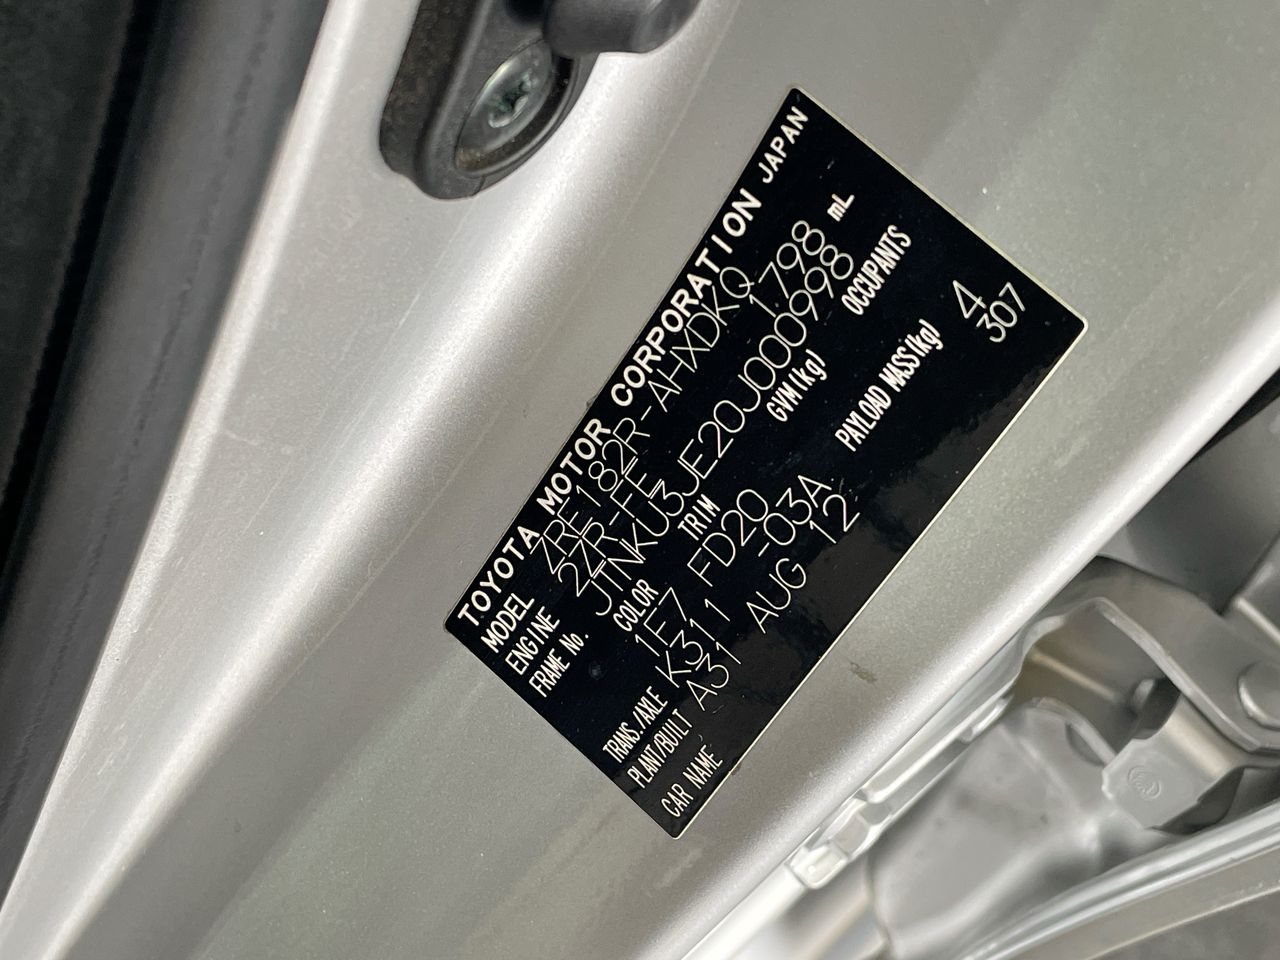 TOYOTA MOTOR CORPORATION JAPAN
MODEL ZRE182R-AHXDKQ
ENGINE 2ZR-FE 1798 mL
FRAME No. JTNKU3JE20J000998
COLOR TRIM GVM(kg) OCCUPANTS
1F7 FD20 4
TRANS./AXLE K311 -03A PAYLOAD MASS(kg) 307
PLANT/BUILT A31 AUG 12
CAR NAME